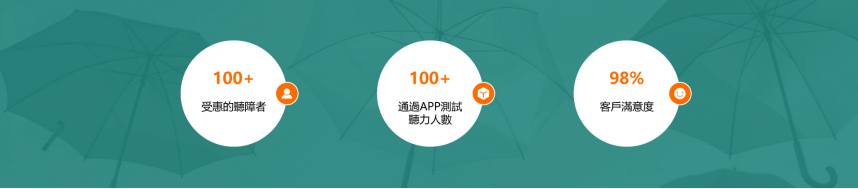 100+
受惠的聽障者
100+
通過APP測試
聽力人數
98%
客戶滿意度